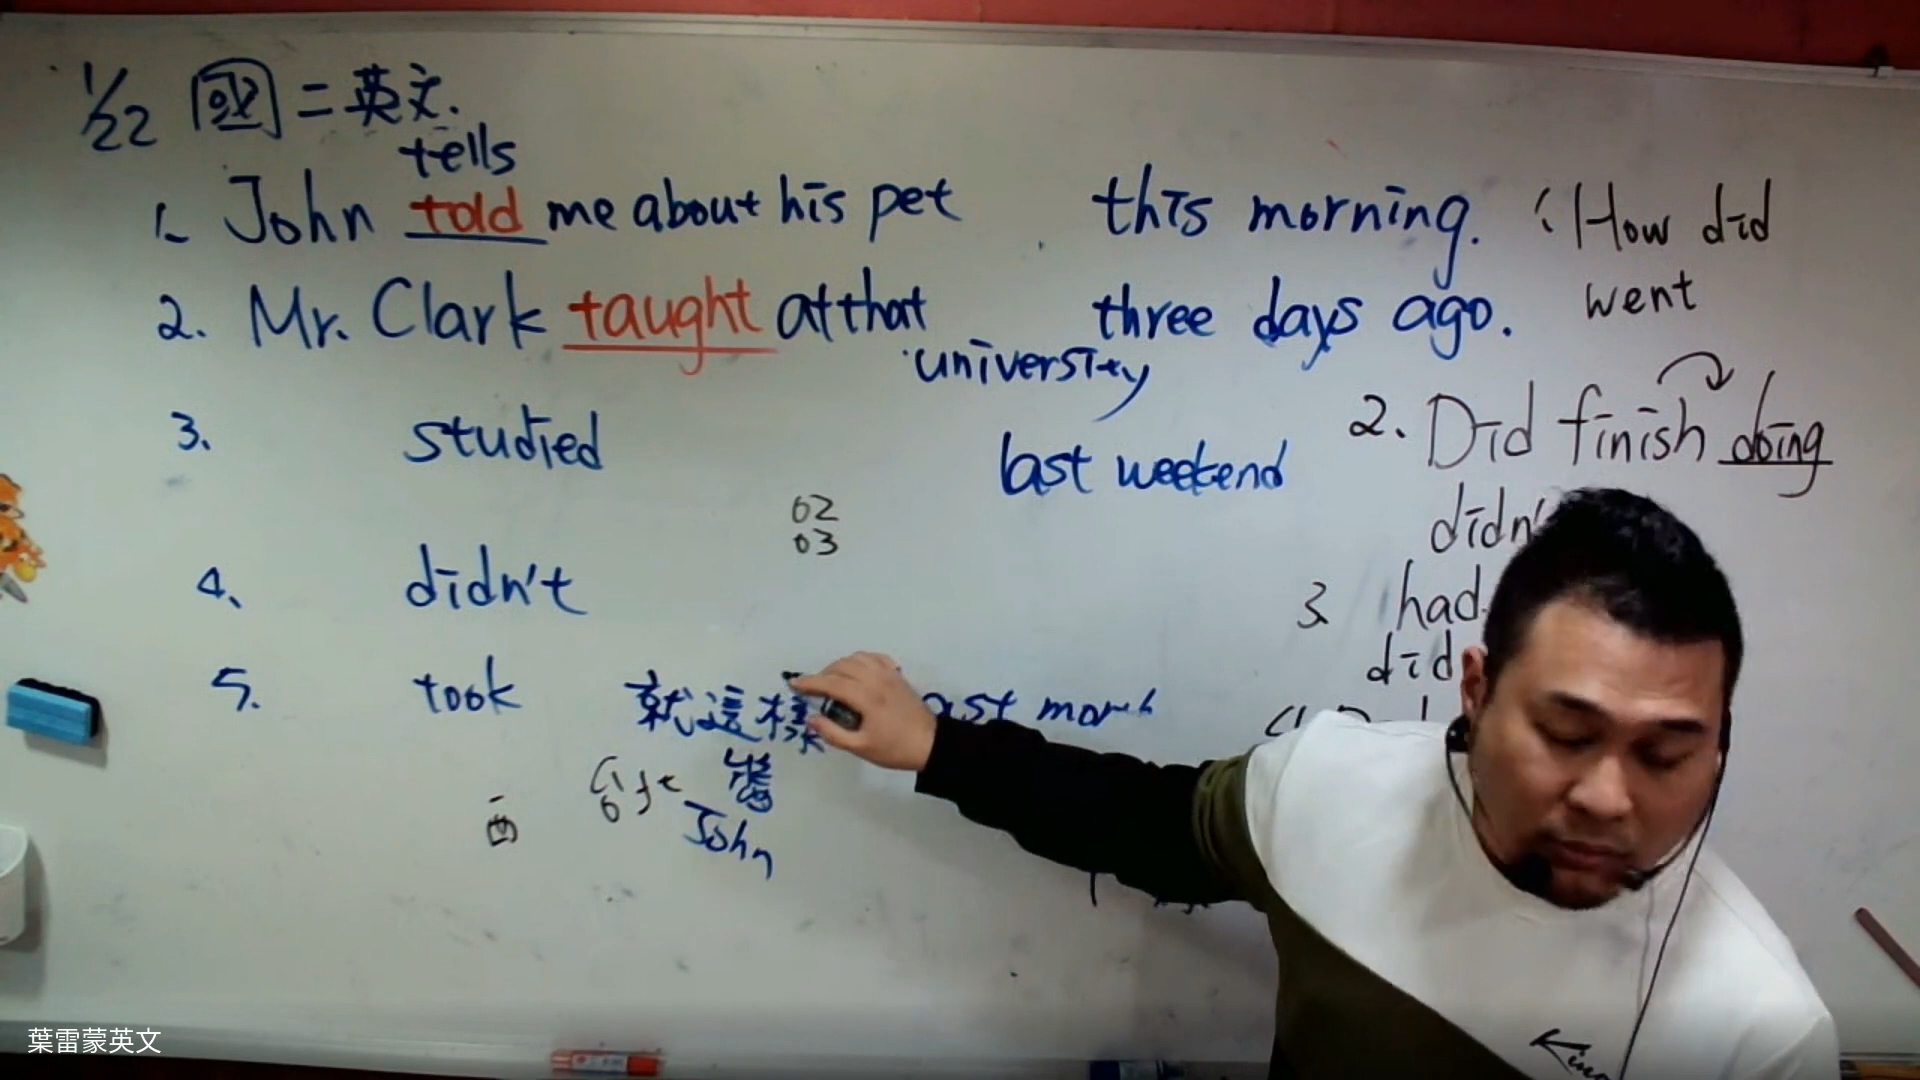 1/22 國二英文.
tells
1. John told me about his pet this morning.
2. Mr. Clark taught at that university three days ago.
3. studied last weekend
4. didn't
5. took 就這樣 last
John
02
03
1. How did
went
2. Did finish doing
didn'
3. had
did
葉雷蒙英文